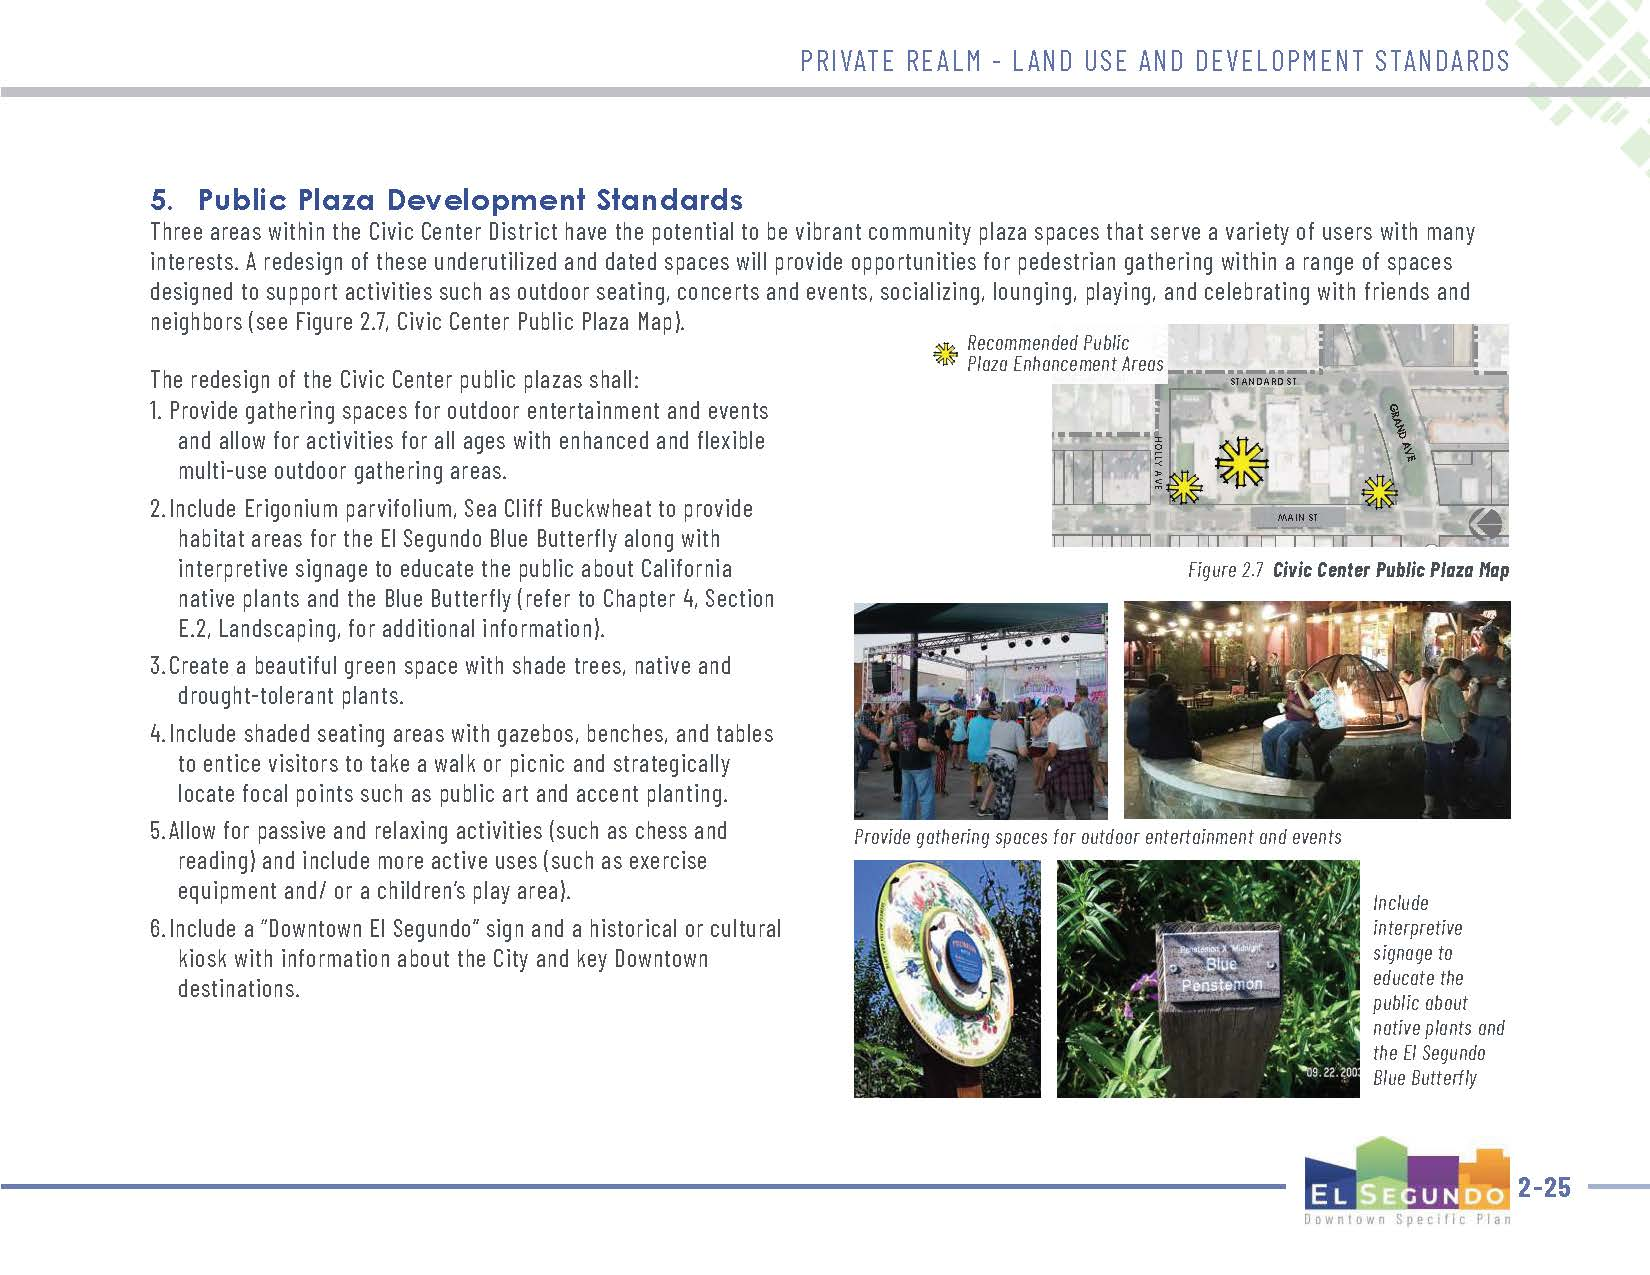 PRIVATE REALM - LAND USE AND DEVELOPMENT STANDARDS
5. Public Plaza Development Standards
Three areas within the Civic Center District have the potential to be vibrant community plaza spaces that serve a variety of users with many
interests. A redesign of these underutilized and dated spaces will provide opportunities for pedestrian gathering within a range of spaces
designed to support activities such as outdoor seating, concerts and events, socializing, lounging, playing, and celebrating with friends and
neighbors (see Figure 2.7, Civic Center Public Plaza Map).
The redesign of the Civic Center public plazas shall:
1. Provide gathering spaces for outdoor entertainment and events
and allow for activities for all ages with enhanced and flexible
multi-use outdoor gathering areas.
2. Include Erigonium parvifolium, Sea Cliff Buckwheat to provide
habitat areas for the El Segundo Blue Butterfly along with
interpretive signage to educate the public about California
native plants and the Blue Butterfly (refer to Chapter 4, Section
E.2, Landscaping, for additional information).
3. Create a beautiful green space with shade trees, native and
drought-tolerant plants.
4. Include shaded seating areas with gazebos, benches, and tables
to entice visitors to take a walk or picnic and strategically
locate focal points such as public art and accent planting.
5. Allow for passive and relaxing activities (such as chess and
reading) and include more active uses (such as exercise
equipment and/ or a children's play area).
6. Include a "Downtown El Segundo" sign and a historical or cultural
kiosk with information about the City and key Downtown
destinations.
Recommended Public
Plaza Enhancement Areas
STANDARD ST
GRAND AVE
HOLLY AVE
MAIN ST
Figure 2.7 Civic Center Public Plaza Map
Provide gathering spaces for outdoor entertainment and events
Penstemon X 'Midnight'
Blue
Penstemon
09.22.2003
Include
interpretive
signage to
educate the
public about
native plants and
the El Segundo
Blue Butterfly
EL SEGUNDO
Downtown Specific Plan
2-25